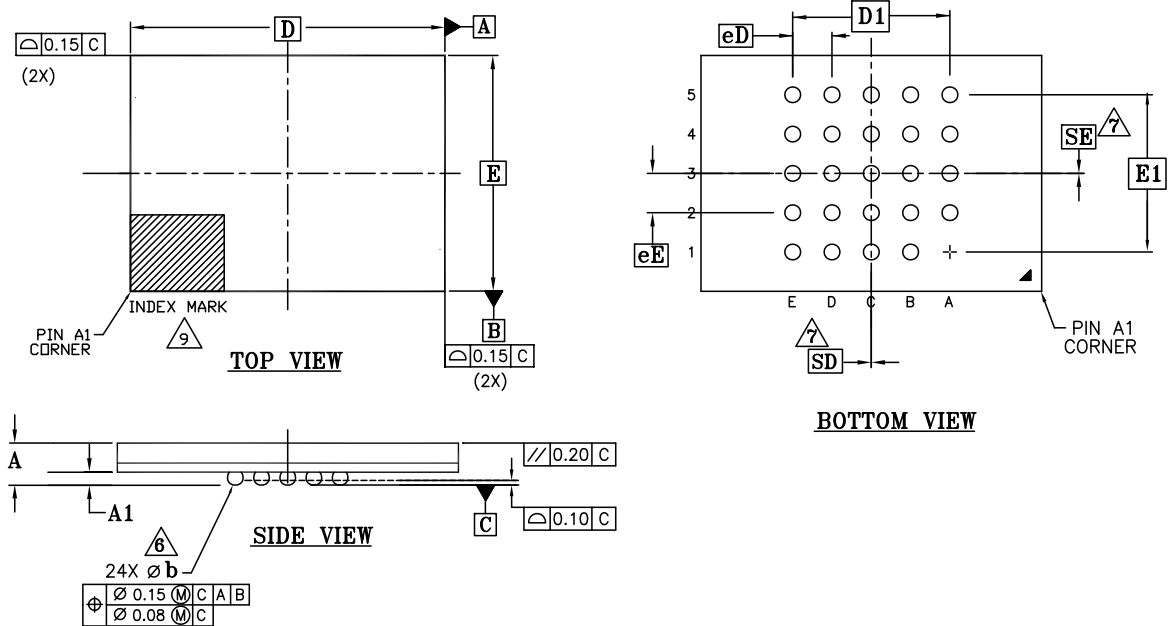 D
A
⌓ 0.15 C
(2X)
E
INDEX MARK
9
PIN A1
CORNER
B
⌓ 0.15 C
(2X)
TOP VIEW
D1
eD
5
4
3
2
1
SE
7
E1
eE
E D C B A
7
SD
PIN A1
CORNER
BOTTOM VIEW
A
A1
// 0.20 C
C
⌓ 0.10 C
SIDE VIEW
6
24X ⌀ b
⌖ ⌀ 0.15 Ⓜ C A B
⌀ 0.08 Ⓜ C